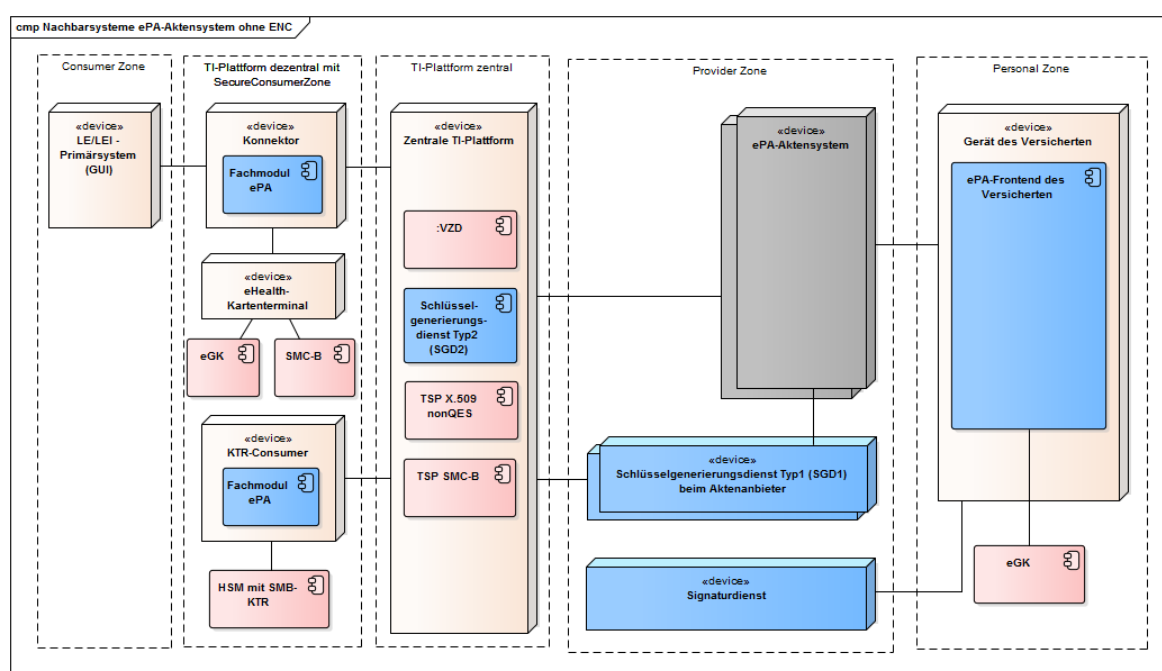 cmp Nachbarsysteme ePA-Aktensystem ohne ENC
Consumer Zone
«device»
LE/LEI -
Primärsystem
(GUI)
TI-Plattform dezentral mit
SecureConsumerZone
«device»
Konnektor
Fachmodul
ePA
«device»
eHealth-
Kartenterminal
eGK
SMC-B
«device»
KTR-Consumer
Fachmodul
ePA
HSM mit SMB-
KTR
TI-Plattform zentral
«device»
Zentrale TI-Plattform
:VZD
Schlüssel-
generierungs-
dienst Typ2
(SGD2)
TSP X.509
nonQES
TSP SMC-B
Provider Zone
«device»
ePA-Aktensystem
«device»
Schlüsselgenerierungsdienst Typ1 (SGD1)
beim Aktenanbieter
«device»
Signaturdienst
Personal Zone
«device»
Gerät des Versicherten
ePA-Frontend des
Versicherten
eGK